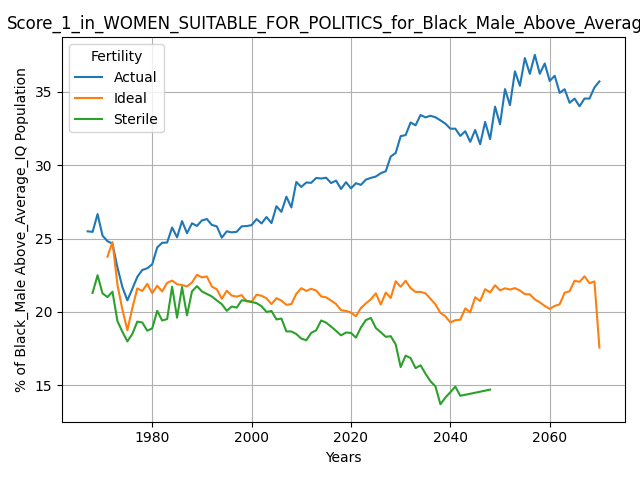 Score_1_in_WOMEN_SUITABLE_FOR_POLITICS_for_Black_Male_Above_Averag
Fertility
Actual
Ideal
Sterile
% of Black_Male Above_Average_IQ Population
35
30
25
20
15
1980 2000 2020 2040 2060
Years